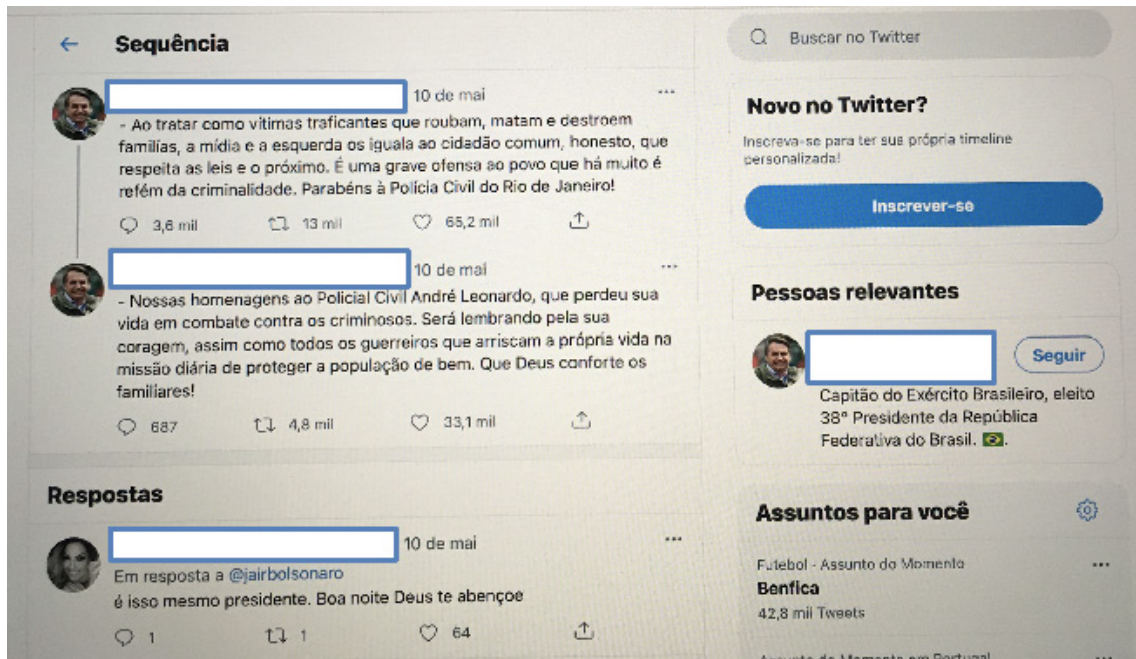 Sequência
10 de mai
- Ao tratar como vítimas traficantes que roubam, matam e destroem
famílias, a mídia e a esquerda os iguala ao cidadão comum, honesto, que
respeita as leis e o próximo. É uma grave ofensa ao povo que há muito é
refém da criminalidade. Parabéns à Polícia Civil do Rio de Janeiro!
3,6 mil
13 mil
65,2 mil
10 de mai
- Nossas homenagens ao Policial Civil André Leonardo, que perdeu sua
vida em combate contra os criminosos. Será lembrando pela sua
coragem, assim como todos os guerreiros que arriscam a própria vida na
missão diária de proteger a população de bem. Que Deus conforte os
familiares!
687
4,8 mil
33,1 mil
Respostas
10 de mai
Em resposta a @jairbolsonaro
é isso mesmo presidente. Boa noite Deus te abençoe
1
1
64
Buscar no Twitter
Novo no Twitter?
Inscreva-se para ter sua própria timeline
personalizada!
Inscrever-se
Pessoas relevantes
Seguir
Capitão do Exército Brasileiro, eleito
38° Presidente da República
Federativa do Brasil.
Assuntos para você
Futebol · Assunto do Momento
Benfica
42,8 mil Tweets
Assunto do Momento em Portugal